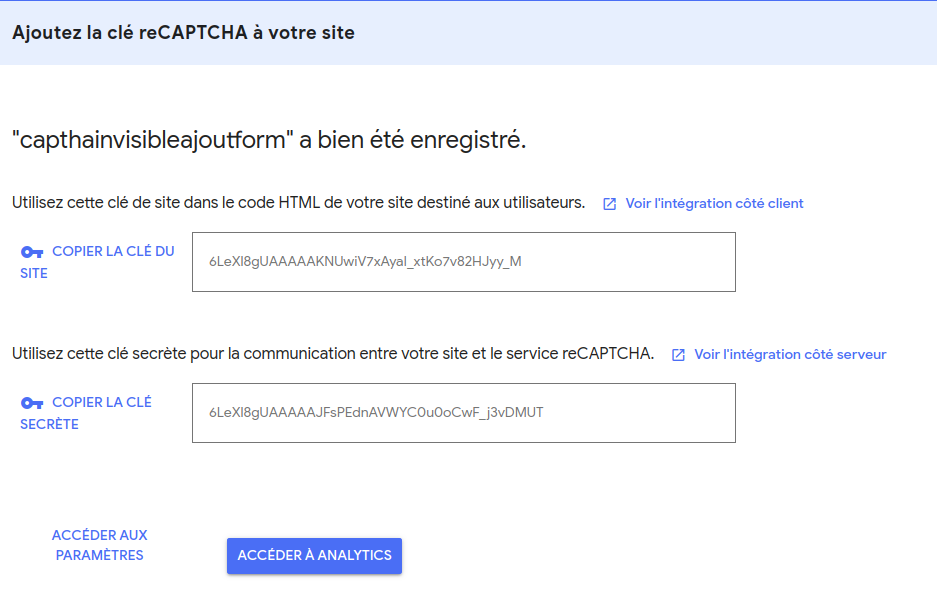 Ajoutez la clé reCAPTCHA à votre site
"capthainvisibleajoutform" a bien été enregistré.
Utilisez cette clé de site dans le code HTML de votre site destiné aux utilisateurs. Voir l'intégration côté client
COPIER LA CLÉ DU
SITE
6LeXl8gUAAAAAKNUwiV7xAyaI_xtKo7v82HJyy_M
Utilisez cette clé secrète pour la communication entre votre site et le service reCAPTCHA. Voir l'intégration côté serveur
COPIER LA CLÉ
SECRÈTE
6LeXl8gUAAAAAJFsPEdnAVWYC0u0oCwF_j3vDMUT
ACCÉDER AUX
PARAMÈTRES
ACCÉDER À ANALYTICS